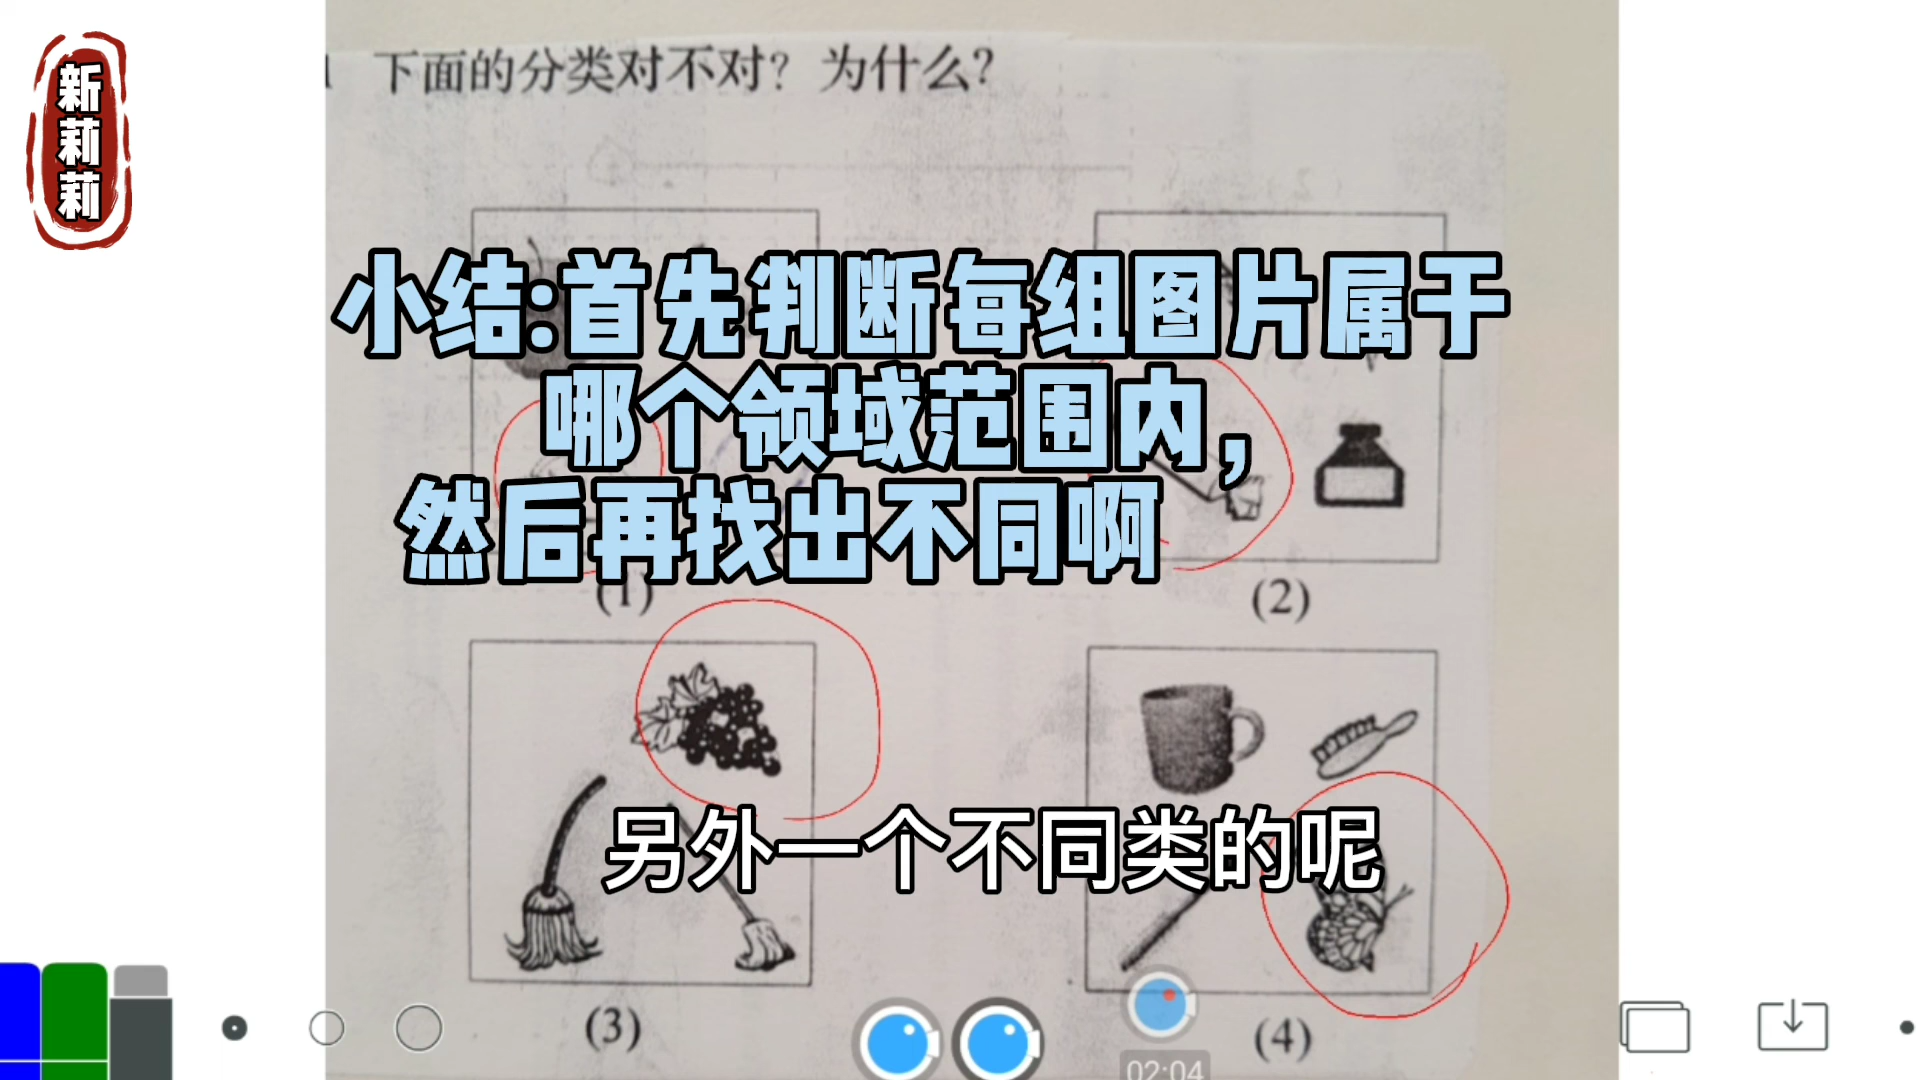 新莉莉
下面的分类对不对？为什么？
小结:首先判断每组图片属于
哪个领域范围内，
然后再找出不同啊
(1)
(2)
另外一个不同类的呢
(3)
(4)
02:04